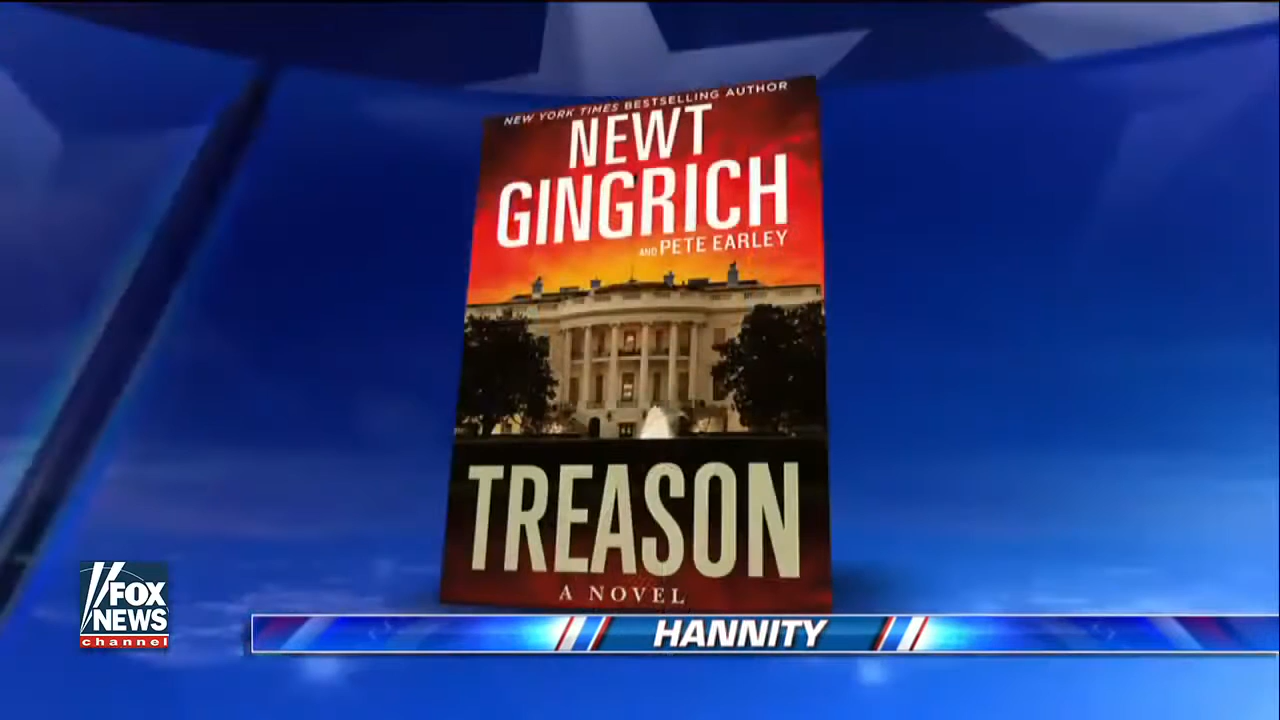 NEW YORK TIMES BESTSELLING AUTHOR
NEWT
GINGRICH
AND PETE EARLEY
TREASON
A NOVEL
FOX
NEWS
channel
HANNITY